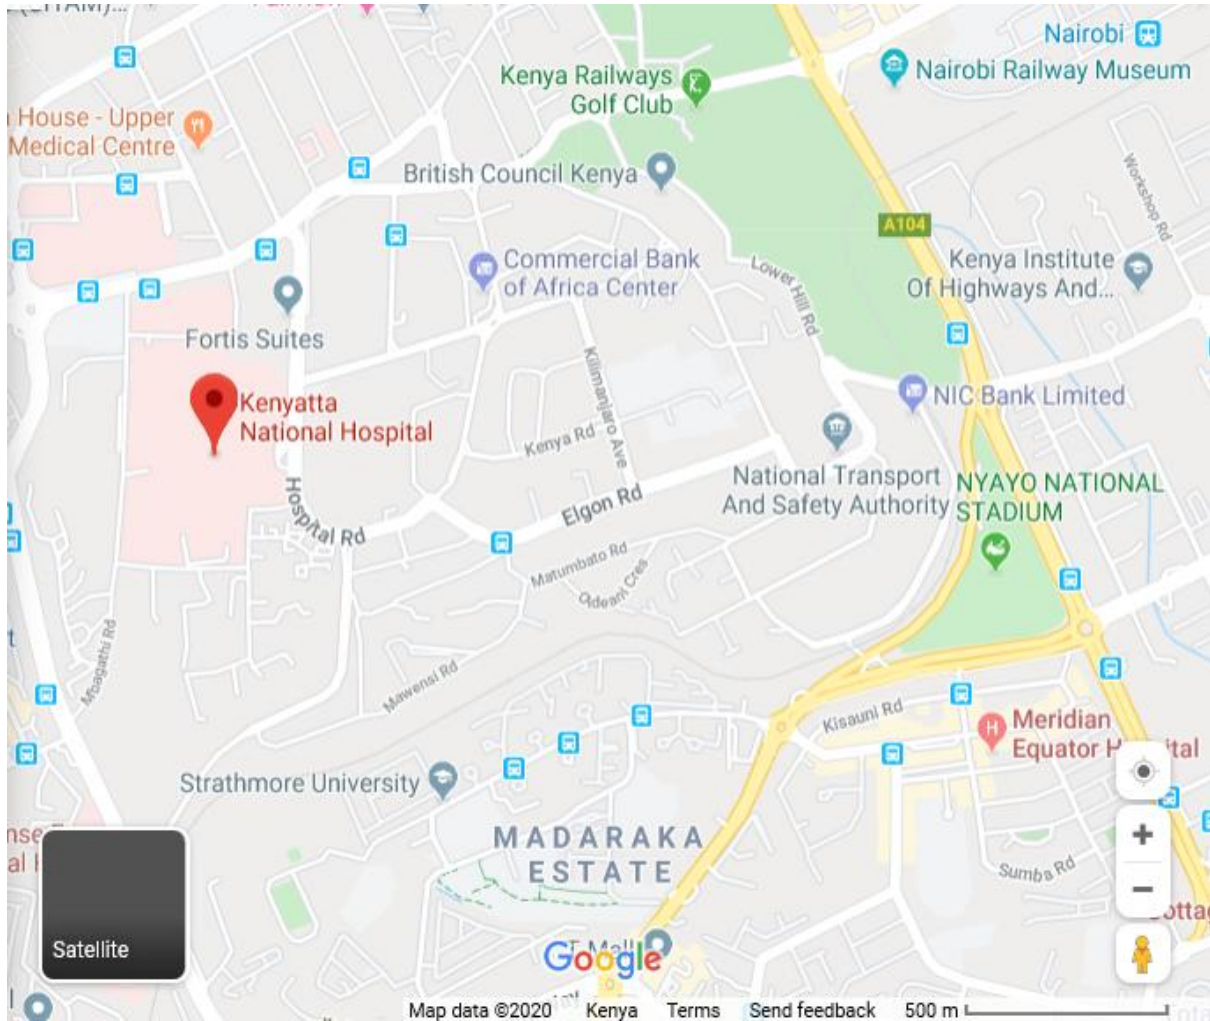 Nairobi
Kenya Railways
Golf Club
Nairobi Railway Museum
House - Upper
Medical Centre
British Council Kenya
Workshop Rd
A104
Commercial Bank
of Africa Center
Lower Hill Rd
Kenya Institute
Of Highways And...
Fortis Suites
Kilimanjaro Ave
NIC Bank Limited
Kenyatta
National Hospital
Kenya Rd
National Transport
And Safety Authority
NYAYO NATIONAL
STADIUM
Hospital Rd
Elgon Rd
Matumbato Rd
Oideani Cres
Mbagathi Rd
Mawensi Rd
Kisauni Rd
Meridian
Equator Hospital
Strathmore University
MADARAKA
ESTATE
Sumba Rd
Satellite
T-Mall
Google
Map data ©2020 Kenya Terms Send feedback 500 m